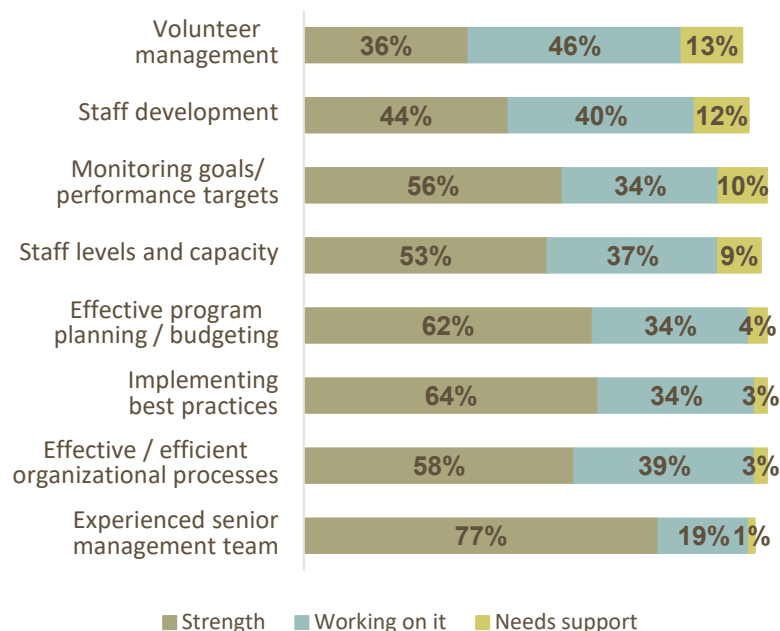 Volunteer
management
36% 46% 13%
Staff development
44% 40% 12%
Monitoring goals/
performance targets
56% 34% 10%
Staff levels and capacity
53% 37% 9%
Effective program
planning / budgeting
62% 34% 4%
Implementing
best practices
64% 34% 3%
Effective / efficient
organizational processes
58% 39% 3%
Experienced senior
management team
77% 19% 1%
Strength Working on it Needs support